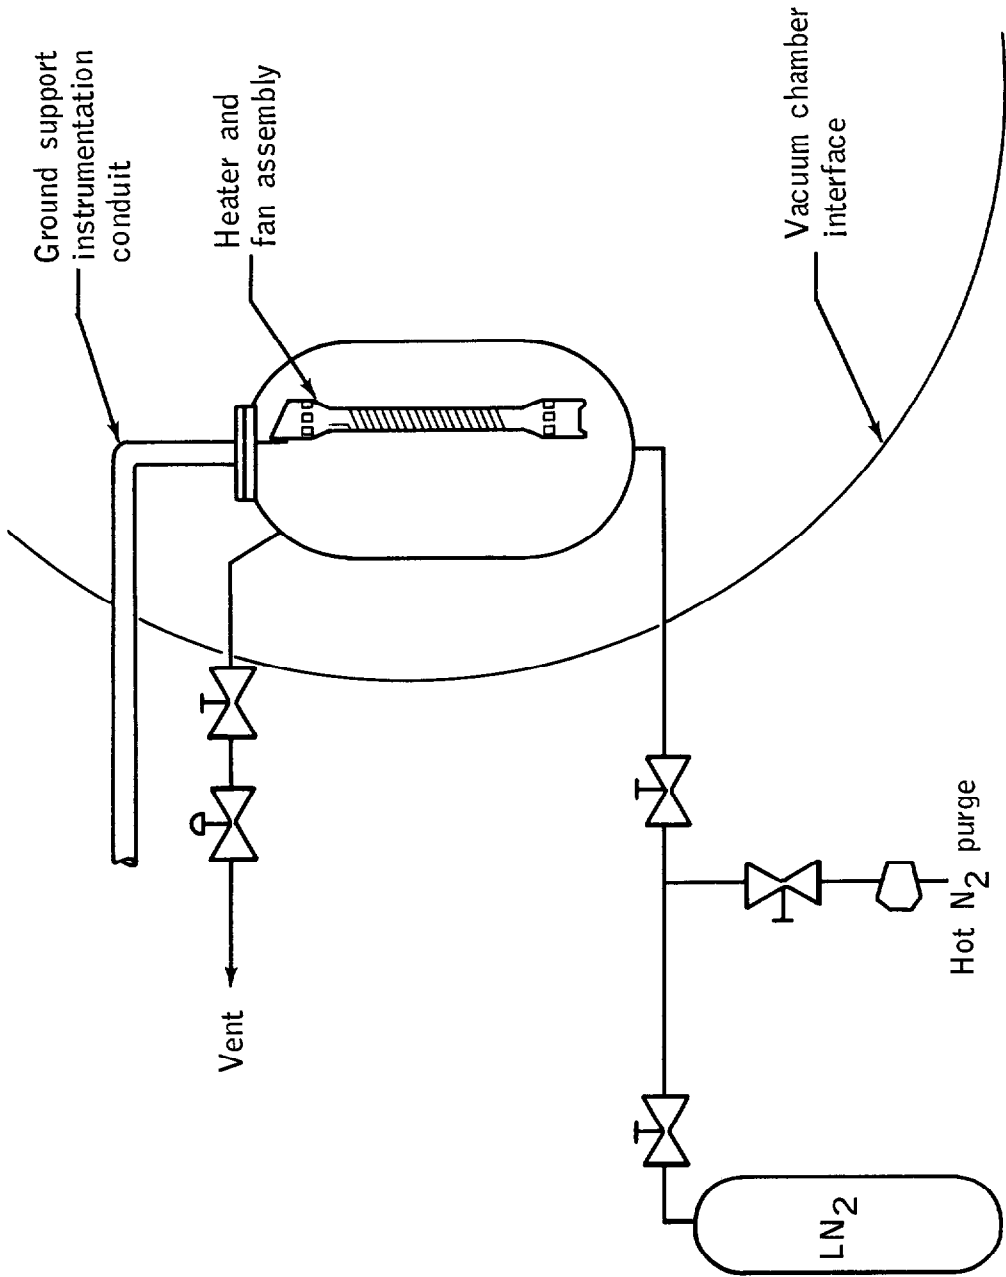 Ground support
instrumentation
conduit
Heater and
fan assembly
Vacuum chamber
interface
Vent
Hot N2 purge
LN2